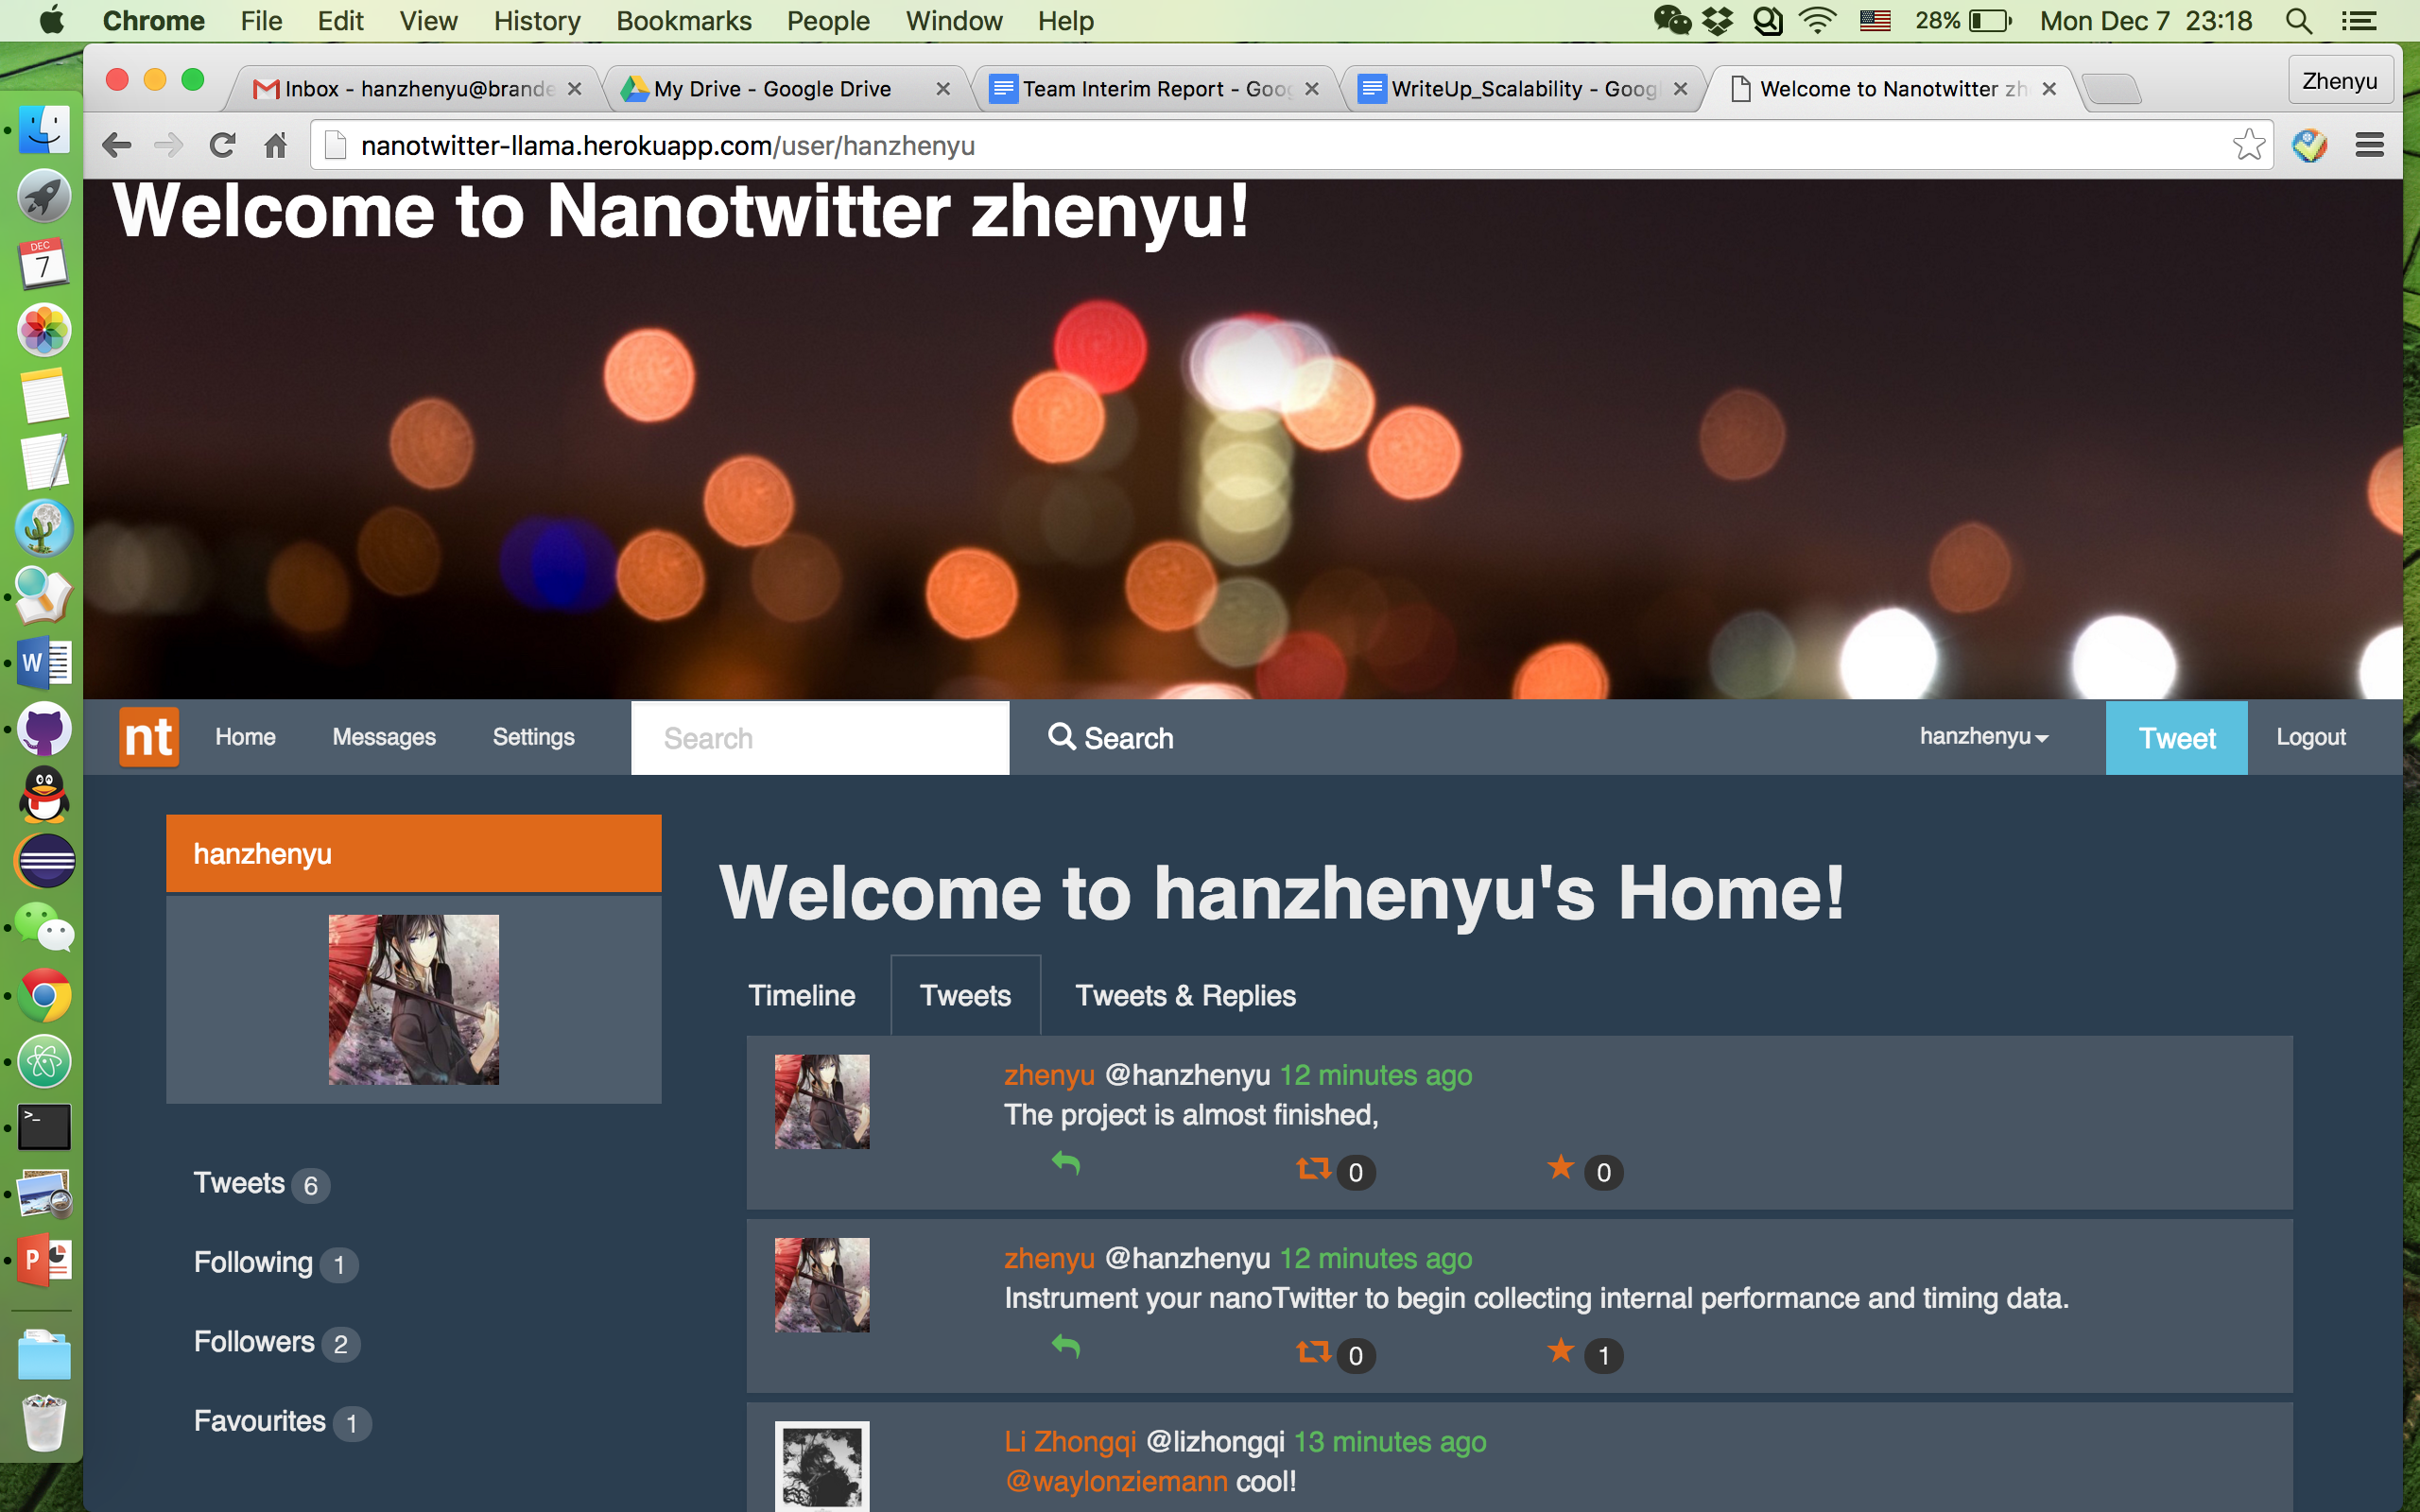 Chrome File Edit View History Bookmarks People Window Help 28% Mon Dec 7 23:18
Inbox - hanzhenyu@brande
My Drive - Google Drive
Team Interim Report - Goog
WriteUp_Scalability - Googl
Welcome to Nanotwitter zh
Zhenyu
nanotwitter-llama.herokuapp.com/user/hanzhenyu
DEC
7
Welcome to Nanotwitter zhenyu!
nt Home Messages Settings Search Search hanzhenyu Tweet Logout
hanzhenyu
Tweets 6
Following 1
Followers 2
Favourites 1
Welcome to hanzhenyu's Home!
Timeline Tweets Tweets & Replies
zhenyu @hanzhenyu 12 minutes ago
The project is almost finished,
0 0
zhenyu @hanzhenyu 12 minutes ago
Instrument your nanoTwitter to begin collecting internal performance and timing data.
0 1
Li Zhongqi @lizhongqi 13 minutes ago
@waylonziemann cool!
W
>_
P